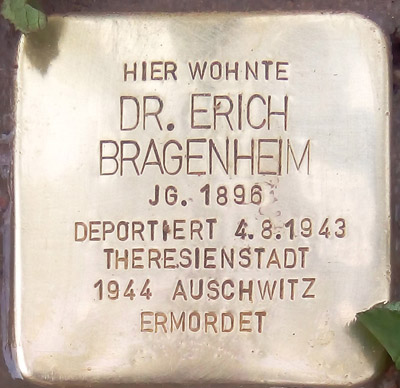 HIER WOHNTE
DR. ERICH
BRAGENHEIM
JG. 1896
DEPORTIERT 4.8.1943
THERESIENSTADT
1944 AUSCHWITZ
ERMORDET